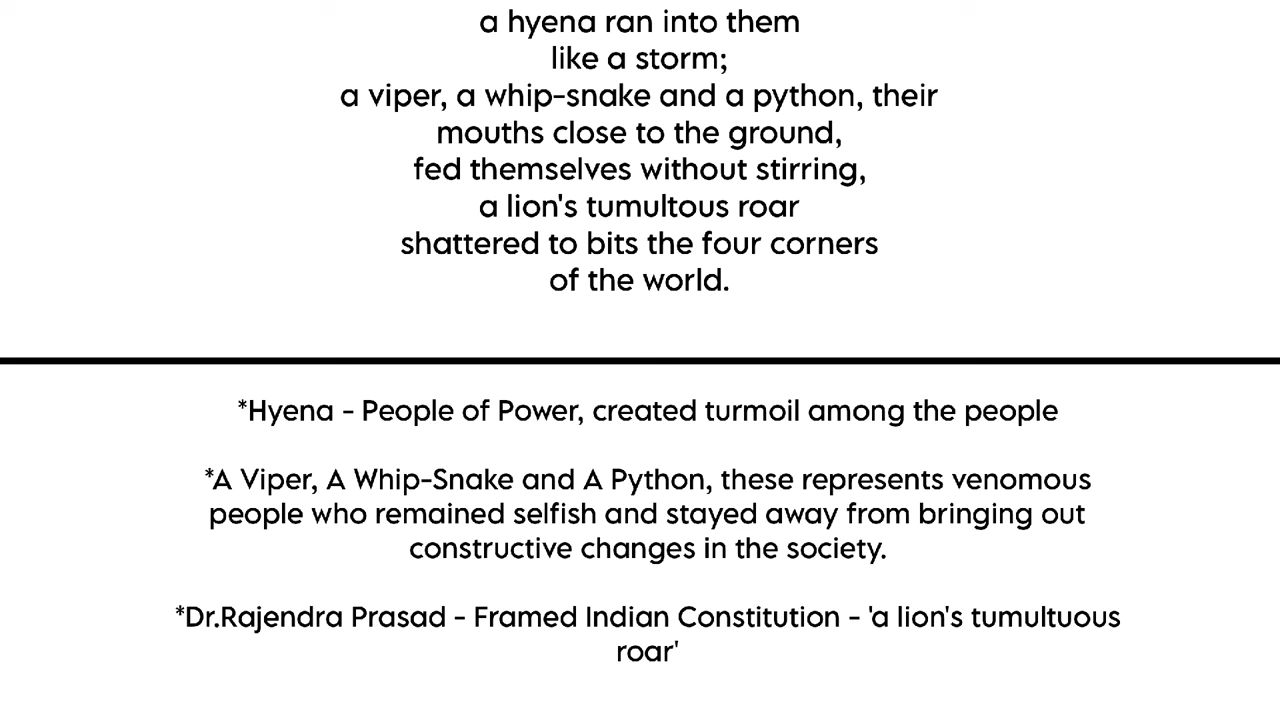 a hyena ran into them
like a storm;
a viper, a whip-snake and a python, their
mouths close to the ground,
fed themselves without stirring,
a lion's tumultous roar
shattered to bits the four corners
of the world.
*Hyena - People of Power, created turmoil among the people
*A Viper, A Whip-Snake and A Python, these represents venomous
people who remained selfish and stayed away from bringing out
constructive changes in the society.
*Dr.Rajendra Prasad - Framed Indian Constitution - 'a lion's tumultuous
roar'